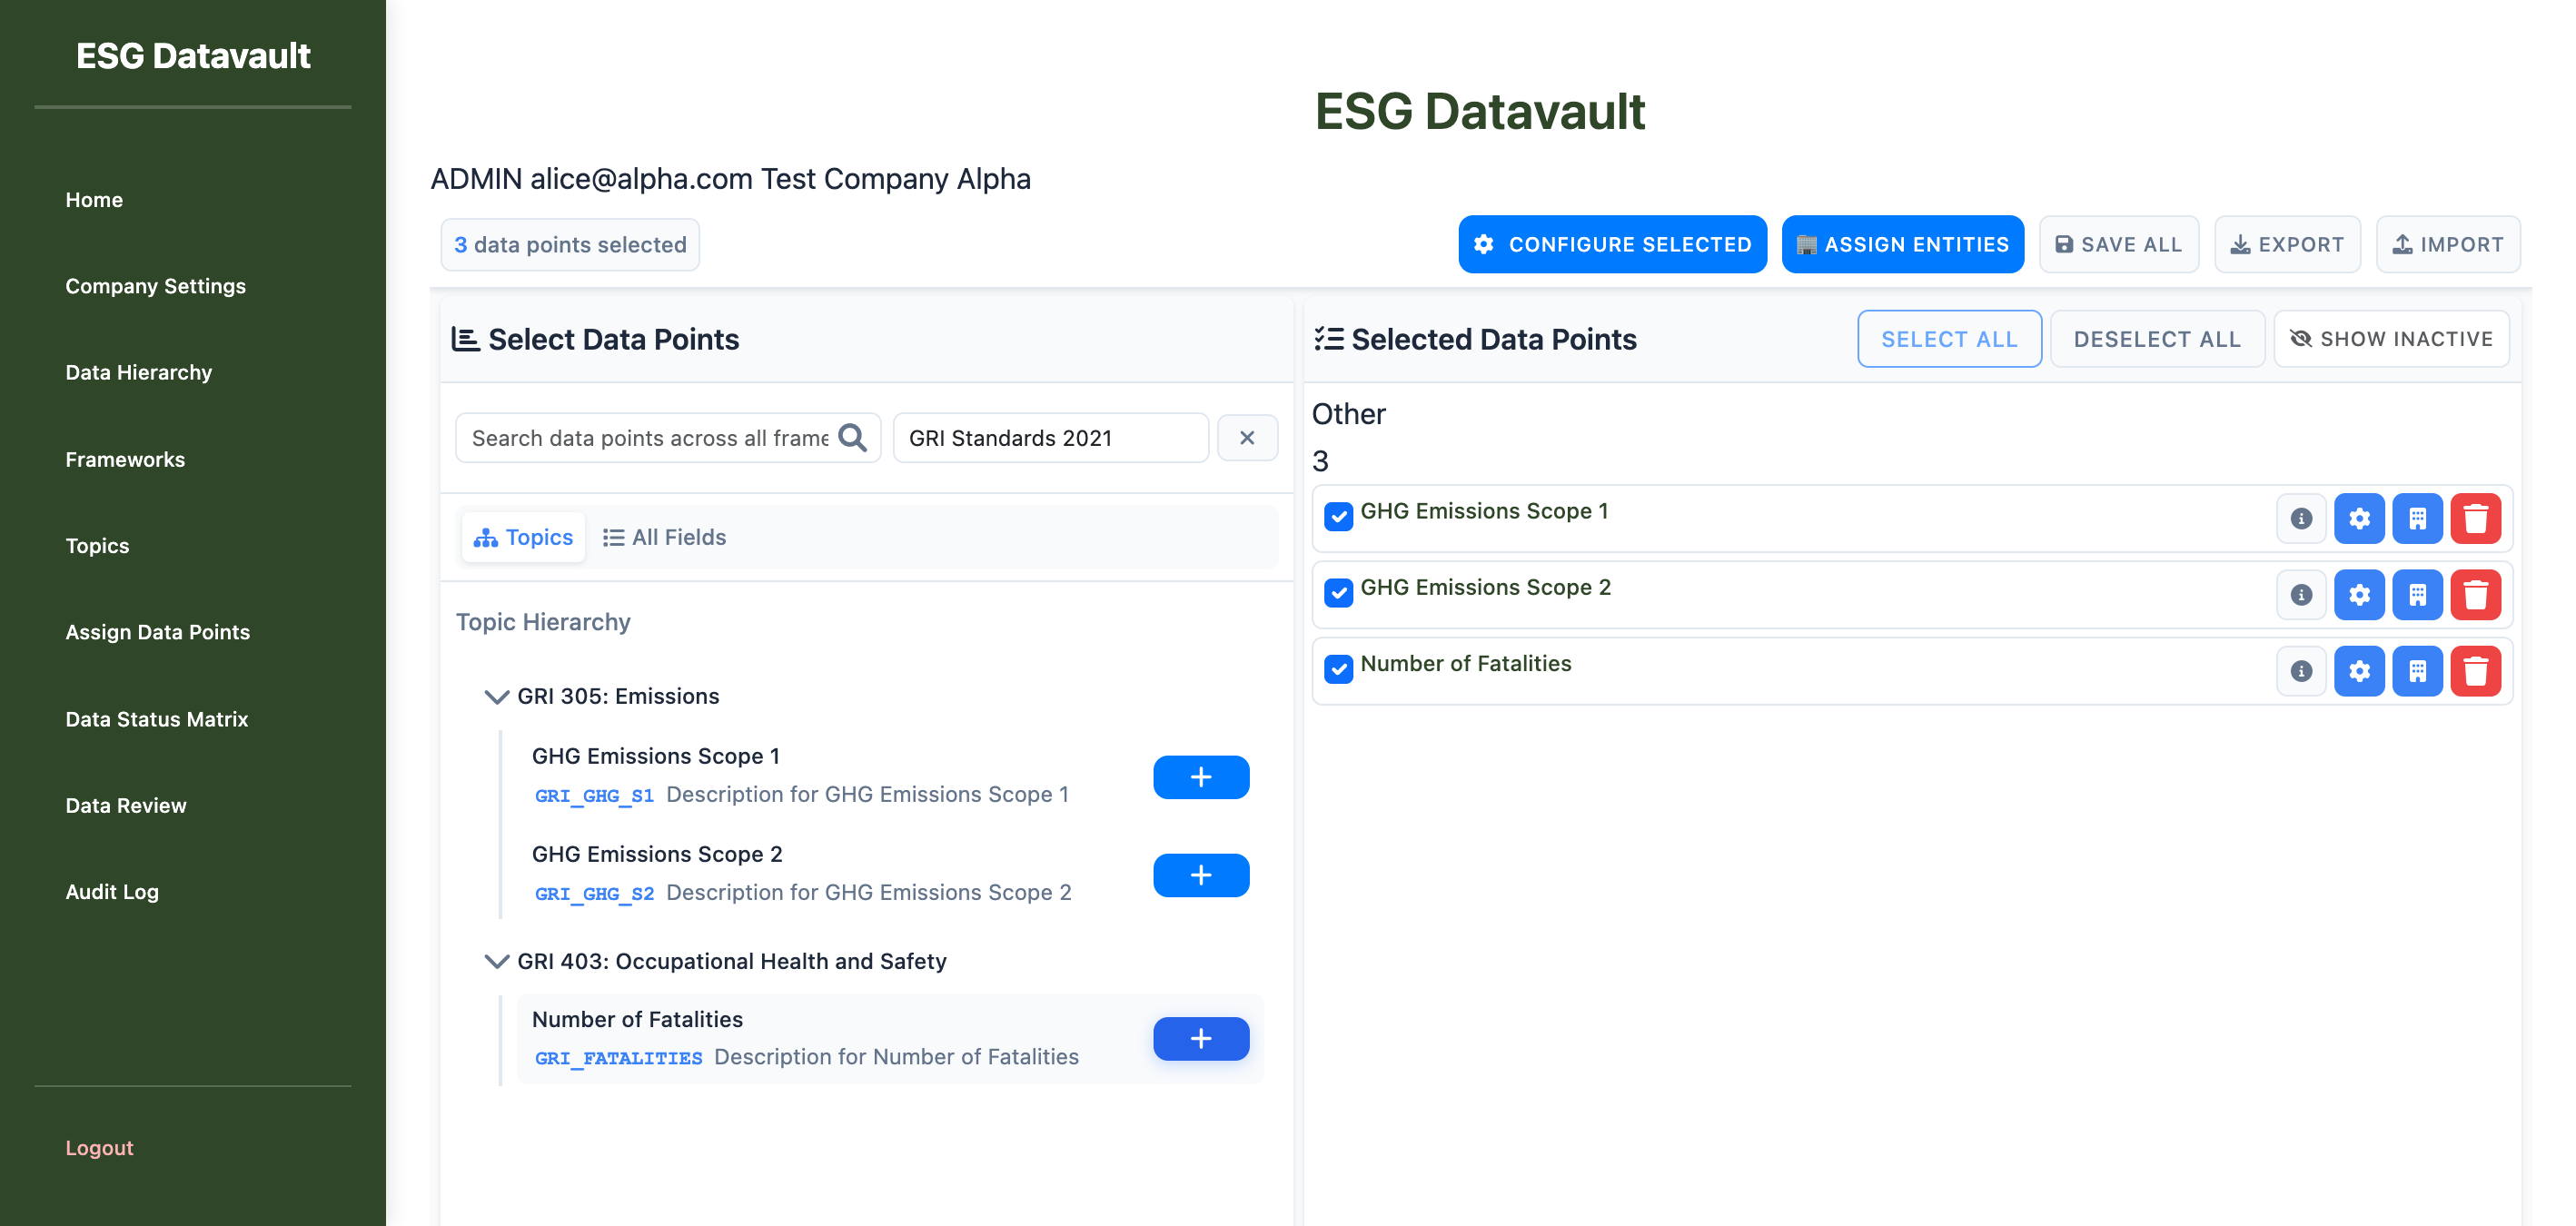 ESG Datavault
Home
Company Settings
Data Hierarchy
Frameworks
Topics
Assign Data Points
Data Status Matrix
Data Review
Audit Log
Logout
ESG Datavault
ADMIN alice@alpha.com Test Company Alpha
3 data points selected
CONFIGURE SELECTED
ASSIGN ENTITIES
SAVE ALL
EXPORT
IMPORT
Select Data Points
Search data points across all frame
GRI Standards 2021
Topics
All Fields
Topic Hierarchy
GRI 305: Emissions
GHG Emissions Scope 1
GRI_GHG_S1 Description for GHG Emissions Scope 1
GHG Emissions Scope 2
GRI_GHG_S2 Description for GHG Emissions Scope 2
GRI 403: Occupational Health and Safety
Number of Fatalities
GRI_FATALITIES Description for Number of Fatalities
Selected Data Points
SELECT ALL
DESELECT ALL
SHOW INACTIVE
Other
3
GHG Emissions Scope 1
GHG Emissions Scope 2
Number of Fatalities